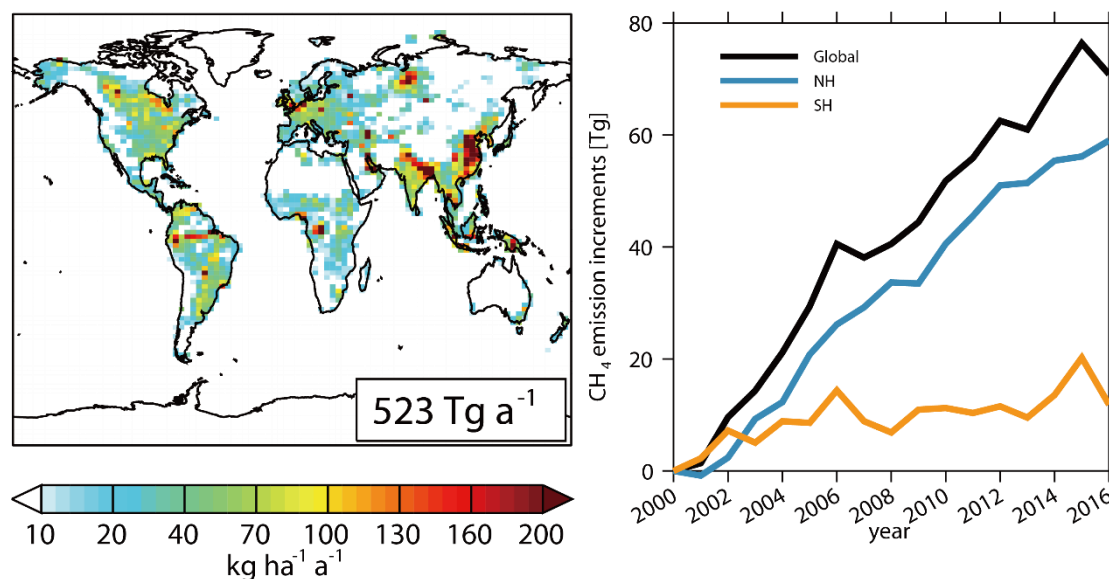 523 Tg a⁻¹
10 20 40 70 100 130 160 200
kg ha⁻¹ a⁻¹
80
60
40
20
0
CH₄ emission increments [Tg]
Global
NH
SH
2000 2002 2004 2006 2008 2010 2012 2014 2016
year